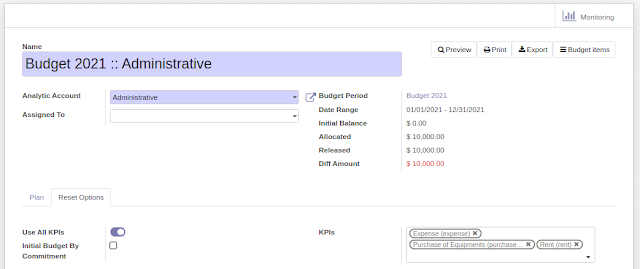 Monitoring
Name
Preview Print Export Budget items
Budget 2021 :: Administrative
Analytic Account Administrative
Assigned To
Budget Period Budget 2021
Date Range 01/01/2021 - 12/31/2021
Initial Balance $ 0.00
Allocated $ 10,000.00
Released $ 10,000.00
Diff Amount $ 10,000.00
Plan Reset Options
Use All KPIs
Initial Budget By
Commitment
KPIs Expense (expense) ✖
Purchase of Equipments (purchase... ✖ Rent (rent) ✖